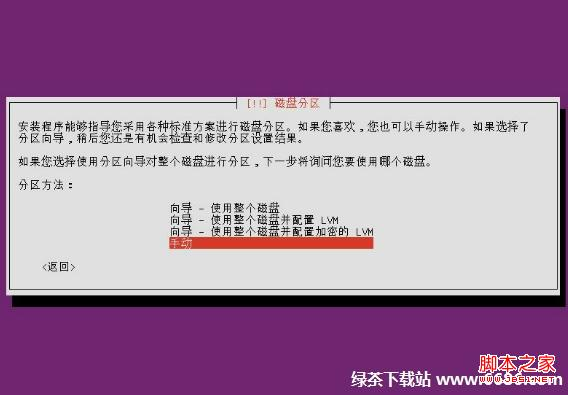 [!!] 磁盘分区
安装程序能够指导您采用各种标准方案进行磁盘分区。如果您喜欢，您也可以手动操作。如果选择了
分区向导，稍后您还是有机会检查和修改分区设置结果。
如果您选择使用分区向导对整个磁盘进行分区，下一步将询问您要使用哪个磁盘。
分区方法：
向导 - 使用整个磁盘
向导 - 使用整个磁盘并配置 LVM
向导 - 使用整个磁盘并配置加密的 LVM
手动
<返回>
脚本之家
绿茶下载站